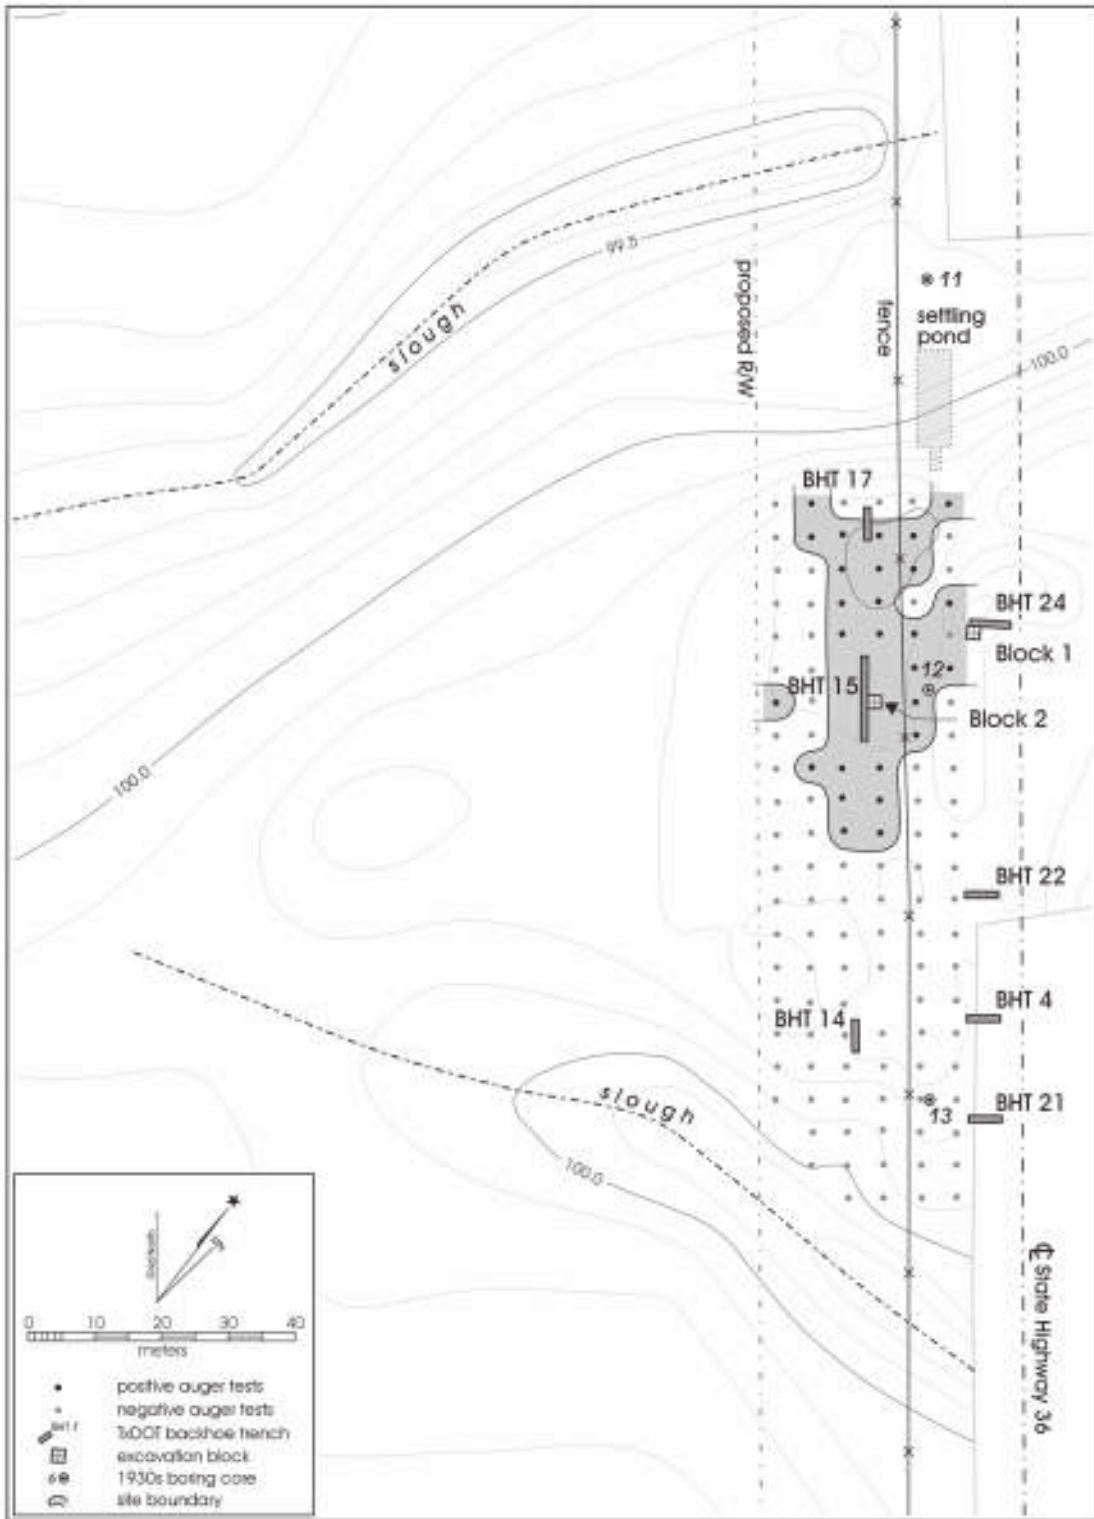 99.5
slough
proposed R/W
fence
11
settling
pond
100.0
BHT 17
BHT 24
Block 1
12
BHT 15
Block 2
100.0
BHT 22
BHT 4
BHT 14
slough
13
BHT 21
100.0
℄ State Highway 36
Grid North
0 10 20 30 40
meters
positive auger tests
negative auger tests
TxDOT backhoe trench
excavation block
1930s boring core
site boundary